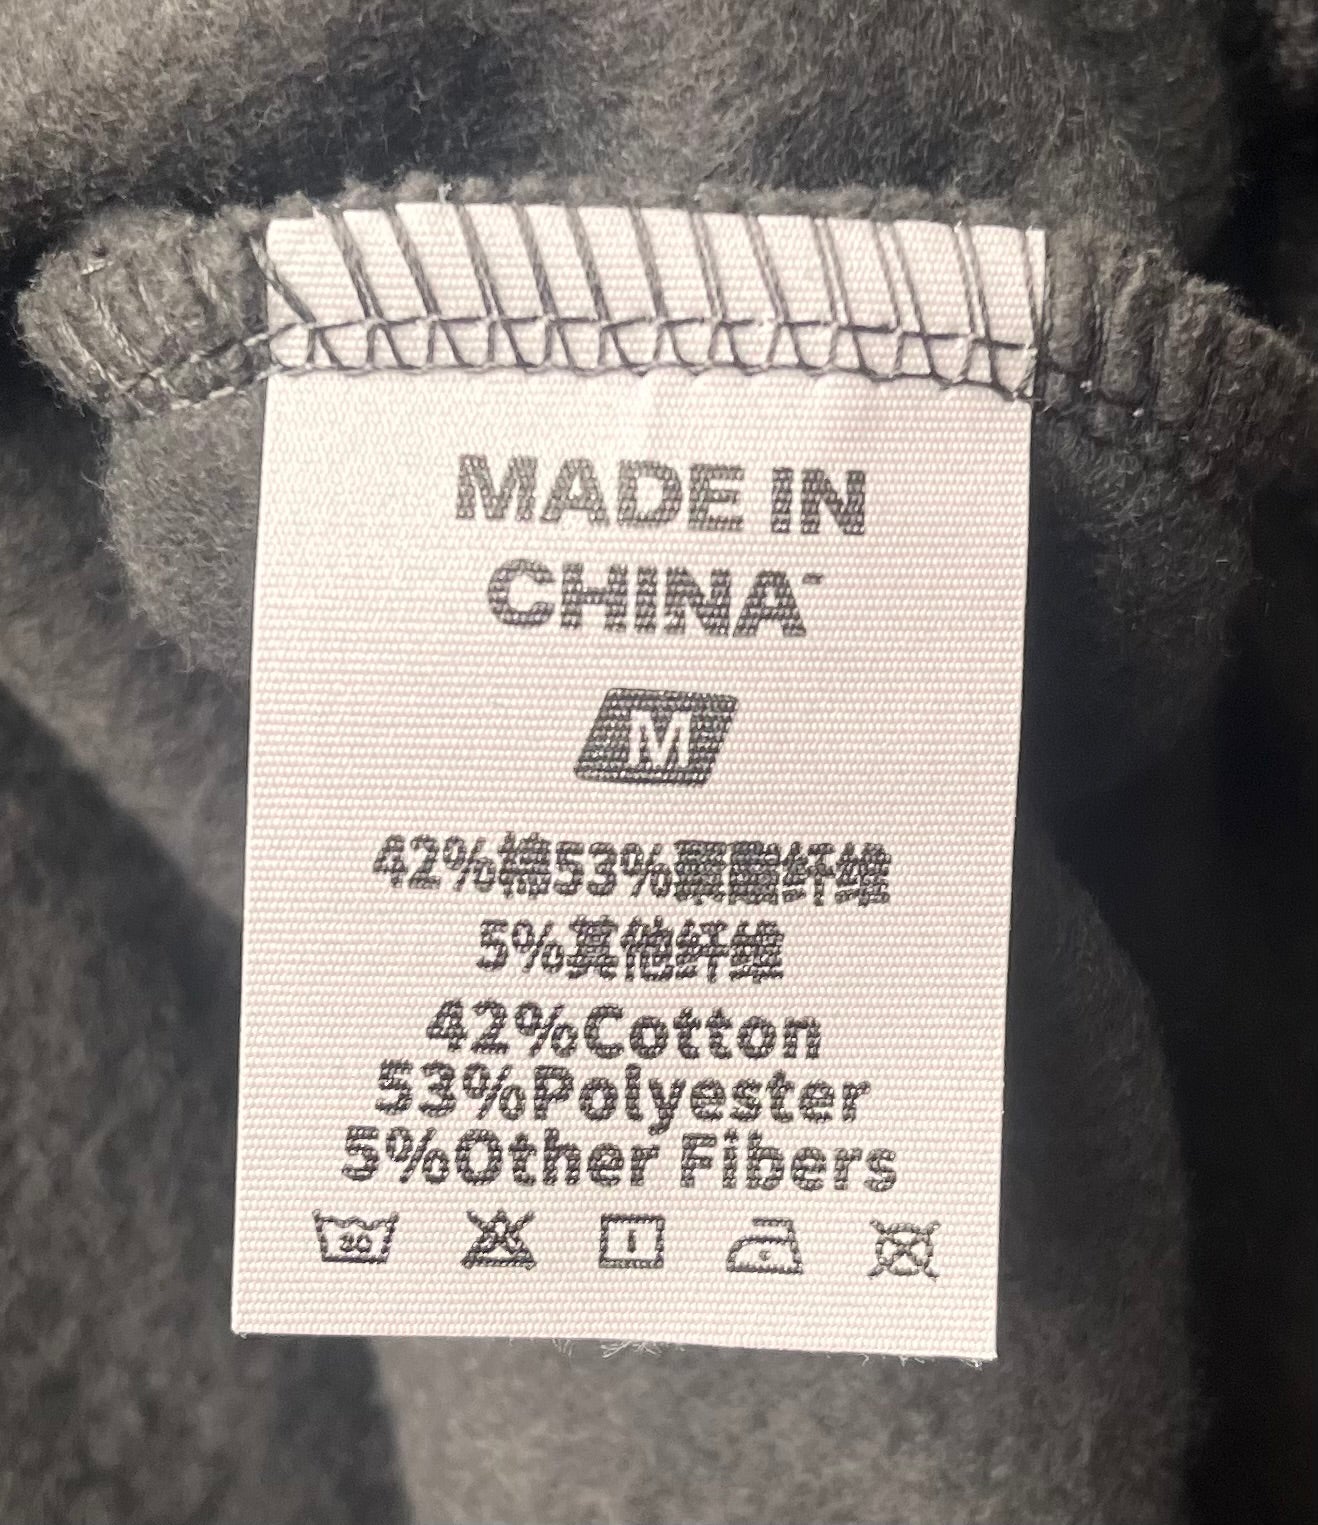 MADE IN
CHINA
M
42%棉53%聚酯纤维
5%其他纤维
42%Cotton
53%Polyester
5%Other Fibers
30